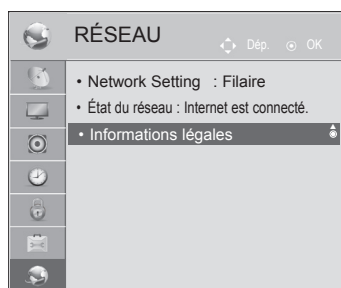 RÉSEAU
Dép. OK
• Network Setting : Filaire
• État du réseau : Internet est connecté.
• Informations légales